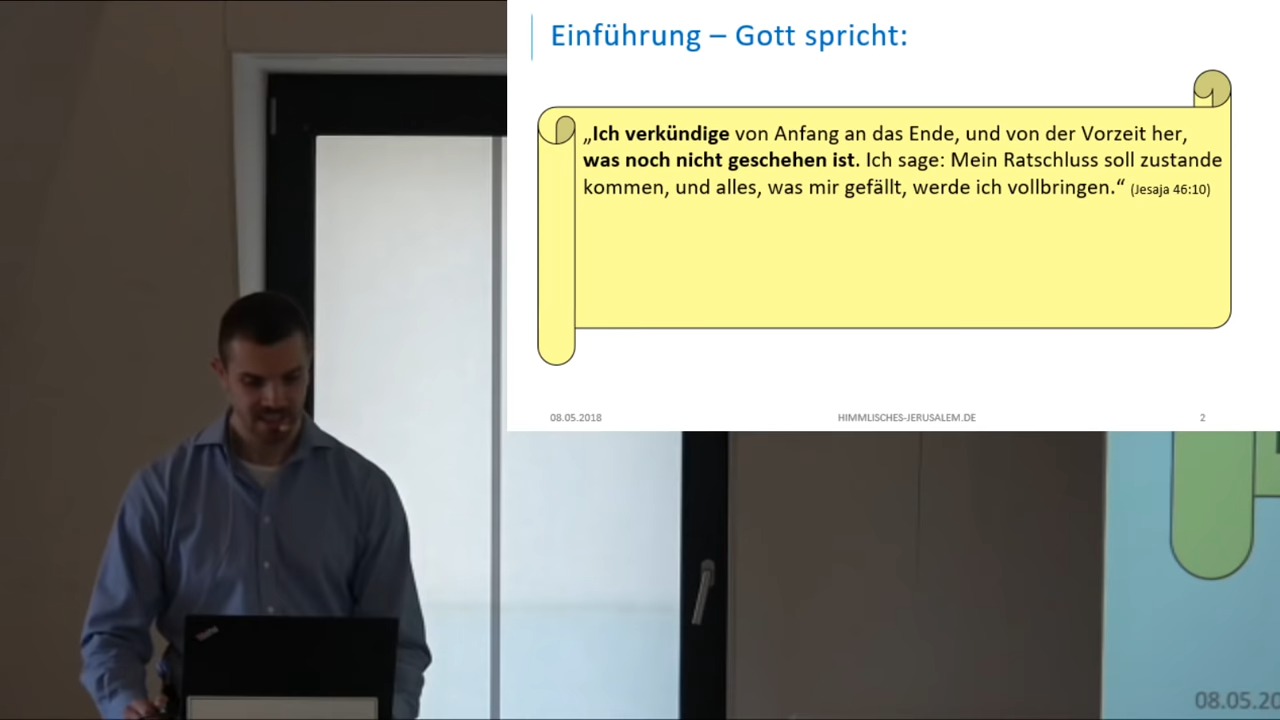 Einführung – Gott spricht:
„Ich verkündige von Anfang an das Ende, und von der Vorzeit her,
was noch nicht geschehen ist. Ich sage: Mein Ratschluss soll zustande
kommen, und alles, was mir gefällt, werde ich vollbringen.“ (Jesaja 46:10)
08.05.2018
HIMMLISCHES-JERUSALEM.DE
2
ThinkPad
08.05.20